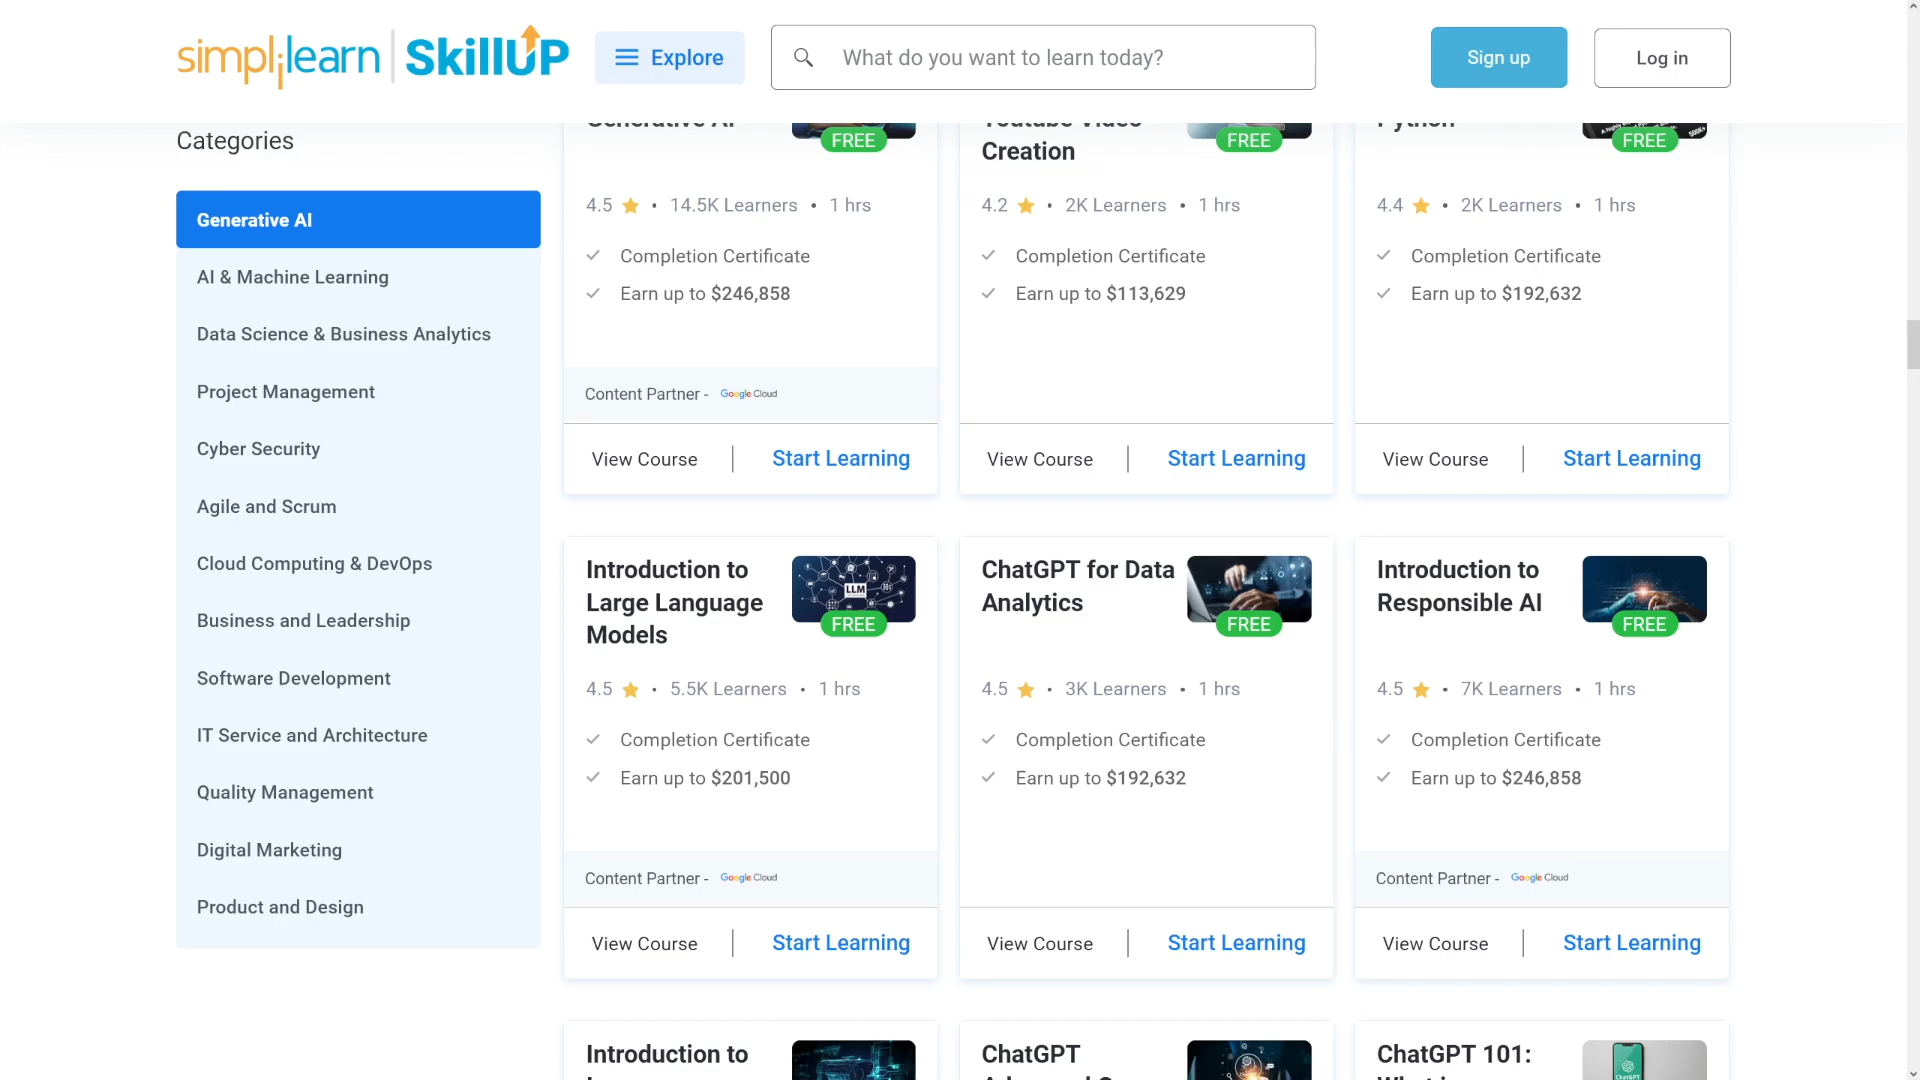 simplilearn | SkillUP
Explore
What do you want to learn today?
Sign up
Log in
Categories
Generative AI
AI & Machine Learning
Data Science & Business Analytics
Project Management
Cyber Security
Agile and Scrum
Cloud Computing & DevOps
Business and Leadership
Software Development
IT Service and Architecture
Quality Management
Digital Marketing
Product and Design
Generative AI
FREE
4.5 • 14.5K Learners • 1 hrs
Completion Certificate
Earn up to $246,858
Content Partner - Google Cloud
View Course | Start Learning
Youtube Video
Creation
FREE
4.2 • 2K Learners • 1 hrs
Completion Certificate
Earn up to $113,629
View Course | Start Learning
Python
FREE
4.4 • 2K Learners • 1 hrs
Completion Certificate
Earn up to $192,632
View Course | Start Learning
Introduction to
Large Language
Models
LLM
FREE
4.5 • 5.5K Learners • 1 hrs
Completion Certificate
Earn up to $201,500
Content Partner - Google Cloud
View Course | Start Learning
ChatGPT for Data
Analytics
FREE
4.5 • 3K Learners • 1 hrs
Completion Certificate
Earn up to $192,632
View Course | Start Learning
Introduction to
Responsible AI
FREE
4.5 • 7K Learners • 1 hrs
Completion Certificate
Earn up to $246,858
Content Partner - Google Cloud
View Course | Start Learning
Introduction to
ChatGPT
ChatGPT 101:
ChatGPT